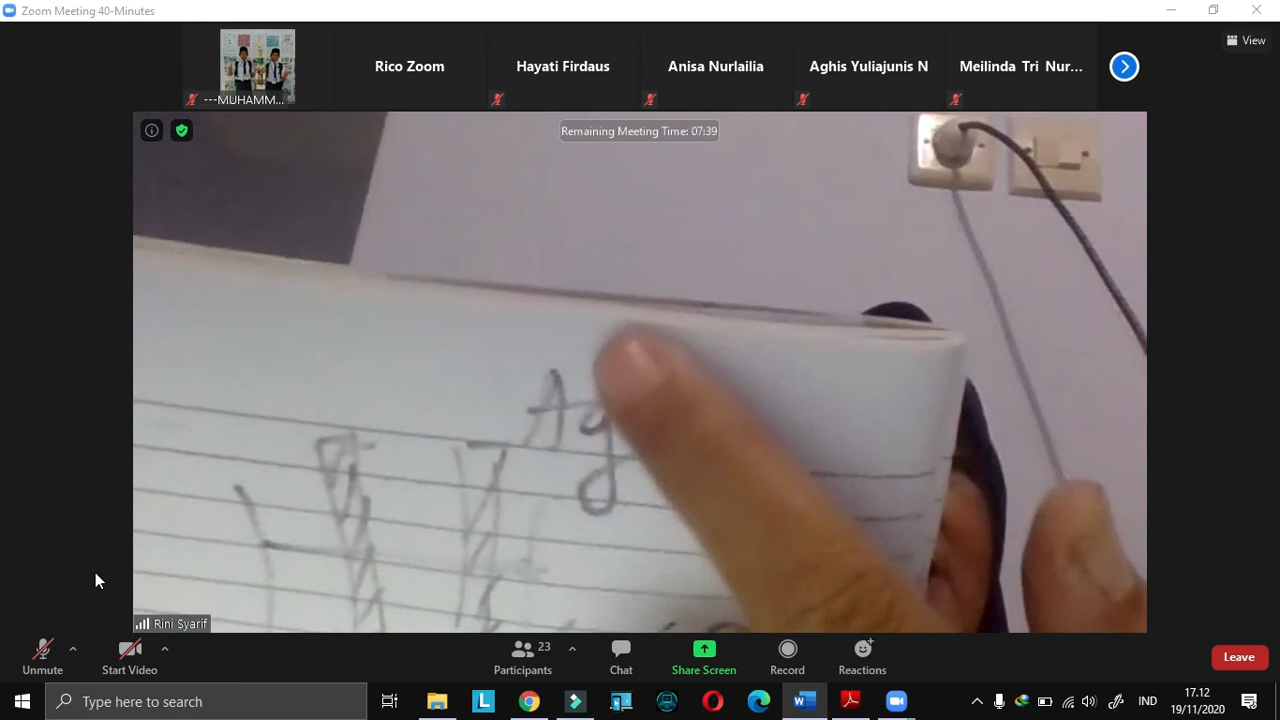 Zoom Meeting 40-Minutes
View
---MUHAMM...
Rico Zoom
Hayati Firdaus
Anisa Nurlailia
Aghis Yuliajunis N
Meilinda Tri Nur...
Remaining Meeting Time: 07:39
Ag
Rini Syarif
Unmute
Start Video
Participants
23
Chat
Share Screen
Record
Reactions
Leave
Type here to search
IND
17.12
19/11/2020